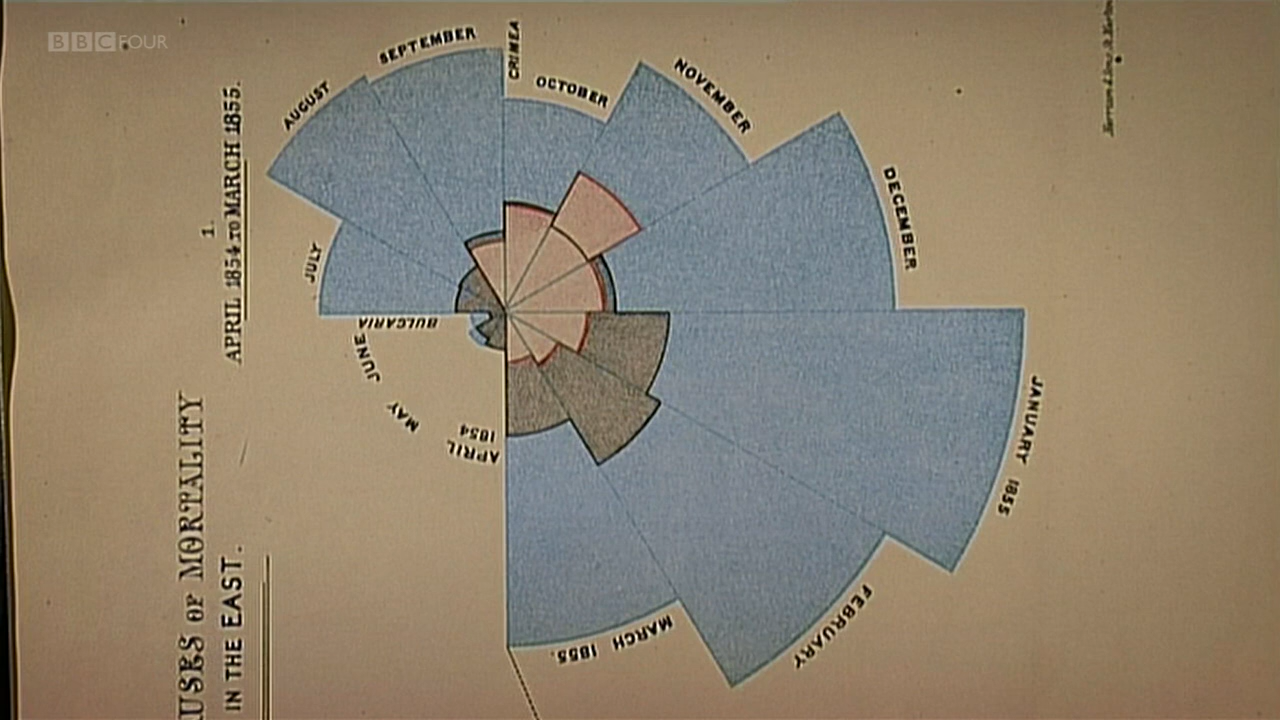 BBC FOUR
1.
APRIL 1854 TO MARCH 1855.
USES OF MORTALITY
IN THE EAST.
CRIMEA
SEPTEMBER
OCTOBER
NOVEMBER
AUGUST
DECEMBER
JULY
BULGARIA
JUNE
MAY
APRIL
1854
JANUARY 1855
FEBRUARY
MARCH 1855.